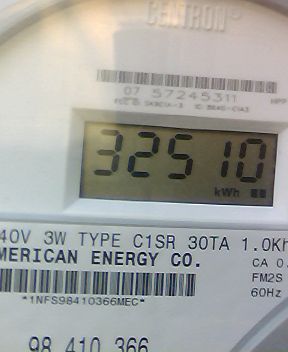 CENTRON®
07 57245311
32510
kWh
40V 3W TYPE C1SR 30TA 1.0Kh
MERICAN ENERGY CO.
CA 0.
FM2S
60Hz
*1NFS98410366MEC*
98 410 366